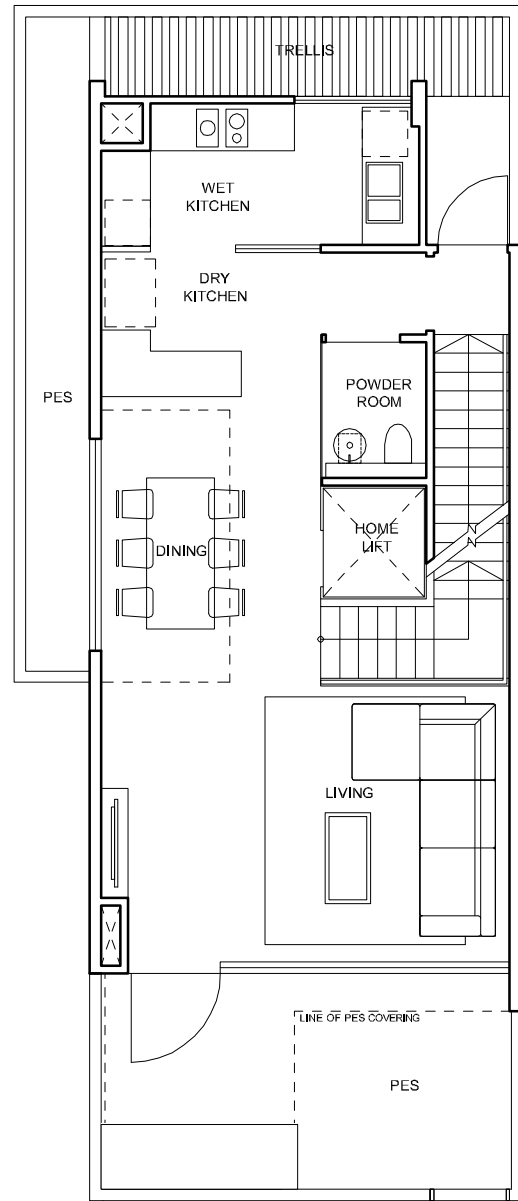 TRELLIS
WET
KITCHEN
DRY
KITCHEN
PES
POWDER
ROOM
HOME
LIFT
DINING
LIVING
LINE OF PES COVERING
PES